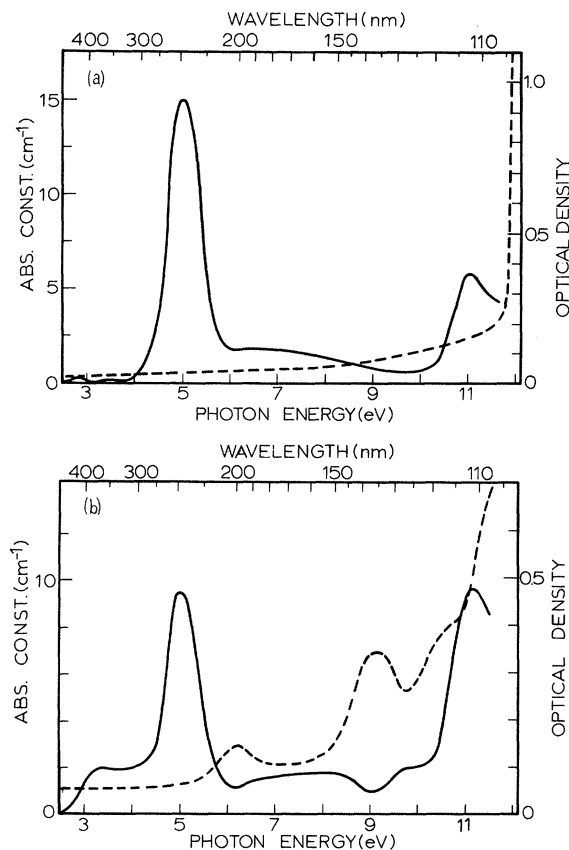 WAVELENGTH (nm)
400 300 200 150 110
(a)
15
10
5
0
ABS. CONST. (cm⁻¹)
1.0
0.5
0
OPTICAL DENSITY
3 5 7 9 11
PHOTON ENERGY (eV)
WAVELENGTH (nm)
400 300 200 140 110
(b)
10
0
ABS. CONST. (cm⁻¹)
0.5
0
OPTICAL DENSITY
3 5 7 9 11
PHOTON ENERGY (eV)